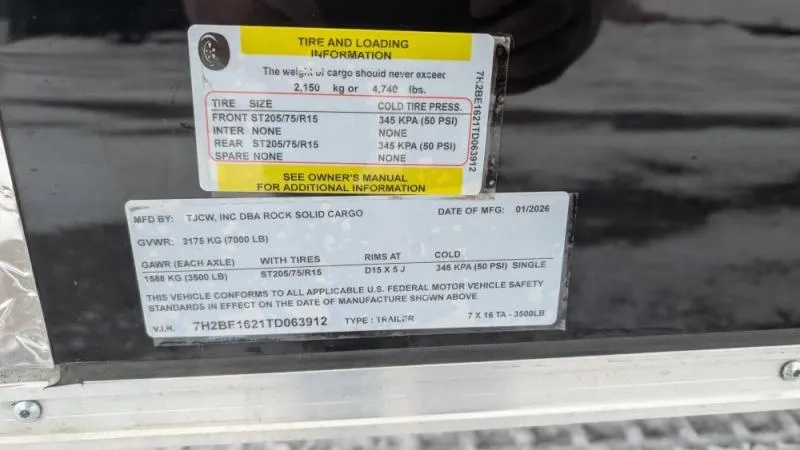 TIRE AND LOADING
INFORMATION
The weight of cargo should never exceed
2,150 kg or 4,740 lbs.
TIRE SIZE COLD TIRE PRESS.
FRONT ST205/75/R15 345 KPA (50 PSI)
INTER NONE NONE
REAR ST205/75/R15 345 KPA (50 PSI)
SPARE NONE NONE
SEE OWNER'S MANUAL
FOR ADDITIONAL INFORMATION
7H2BE1621TD063912
MFD BY: TJCW, INC DBA ROCK SOLID CARGO DATE OF MFG: 01/2026
GVWR: 3175 KG (7000 LB)
GAWR (EACH AXLE) WITH TIRES RIMS AT COLD
1588 KG (3500 LB) ST205/75/R15 D15 X 5 J 345 KPA (50 PSI) SINGLE
THIS VEHICLE CONFORMS TO ALL APPLICABLE U.S. FEDERAL MOTOR VEHICLE SAFETY
STANDARDS IN EFFECT ON THE DATE OF MANUFACTURE SHOWN ABOVE
V.I.N. 7H2BE1621TD063912 TYPE: TRAILER 7 X 16 TA - 3500LB